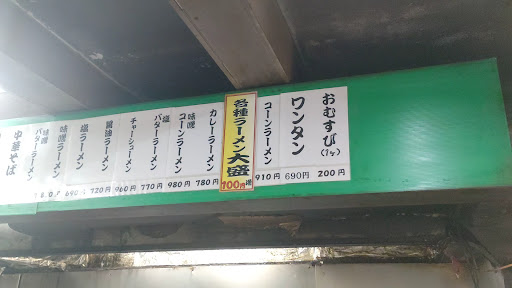 おむすび(1ケ)
200円
ワンタン
690円
コーンラーメン
910円
各種ラーメン大盛
100円増
カレーラーメン
780円
味噌コーンラーメン
980円
塩バターラーメン
770円
チャーシューメン
960円
醤油ラーメン
720円
塩ラーメン
味噌ラーメン
味噌バターラーメン
中華そば